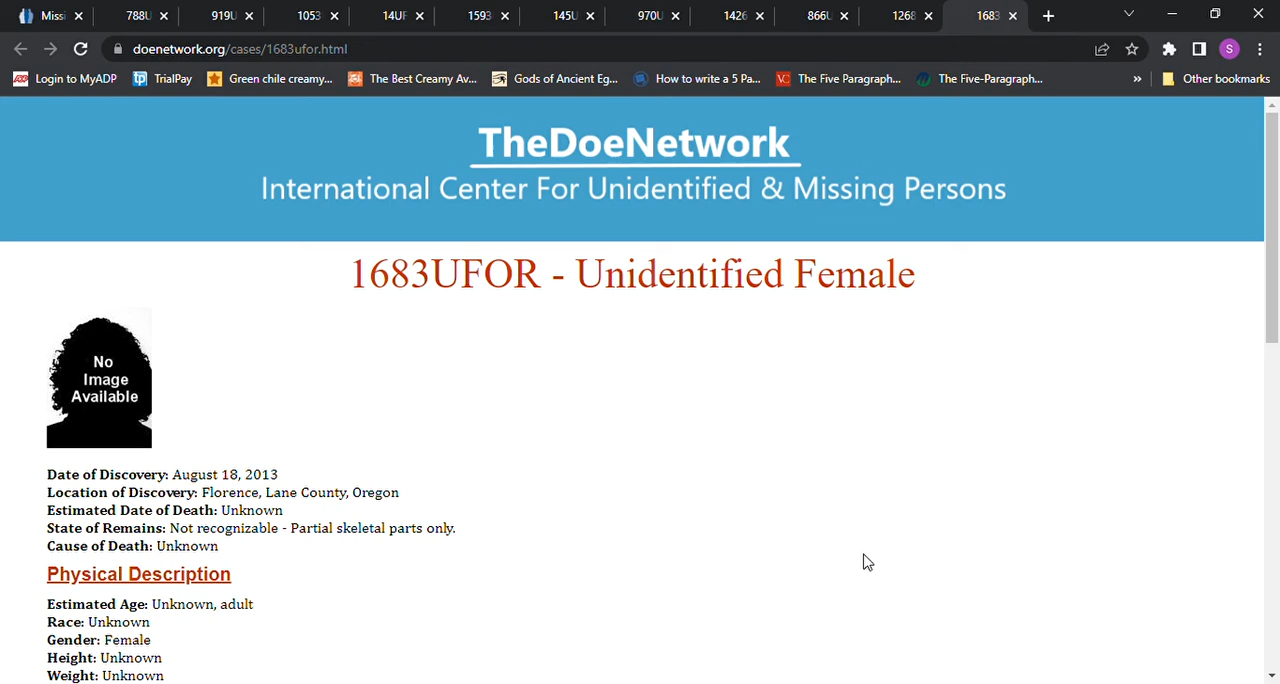 Missi
788U
919U
1053
14UF
1593
145U
970U
1426
866U
1268
1683
doenetwork.org/cases/1683ufor.html
S
Login to MyADP
tp TrialPay
Green chile creamy...
The Best Creamy Av...
Gods of Ancient Eg...
How to write a 5 Pa...
VC The Five Paragraph...
The Five-Paragraph...
»
Other bookmarks
TheDoeNetwork
International Center For Unidentified & Missing Persons
1683UFOR - Unidentified Female
No
Image
Available
Date of Discovery: August 18, 2013
Location of Discovery: Florence, Lane County, Oregon
Estimated Date of Death: Unknown
State of Remains: Not recognizable - Partial skeletal parts only.
Cause of Death: Unknown
Physical Description
Estimated Age: Unknown, adult
Race: Unknown
Gender: Female
Height: Unknown
Weight: Unknown